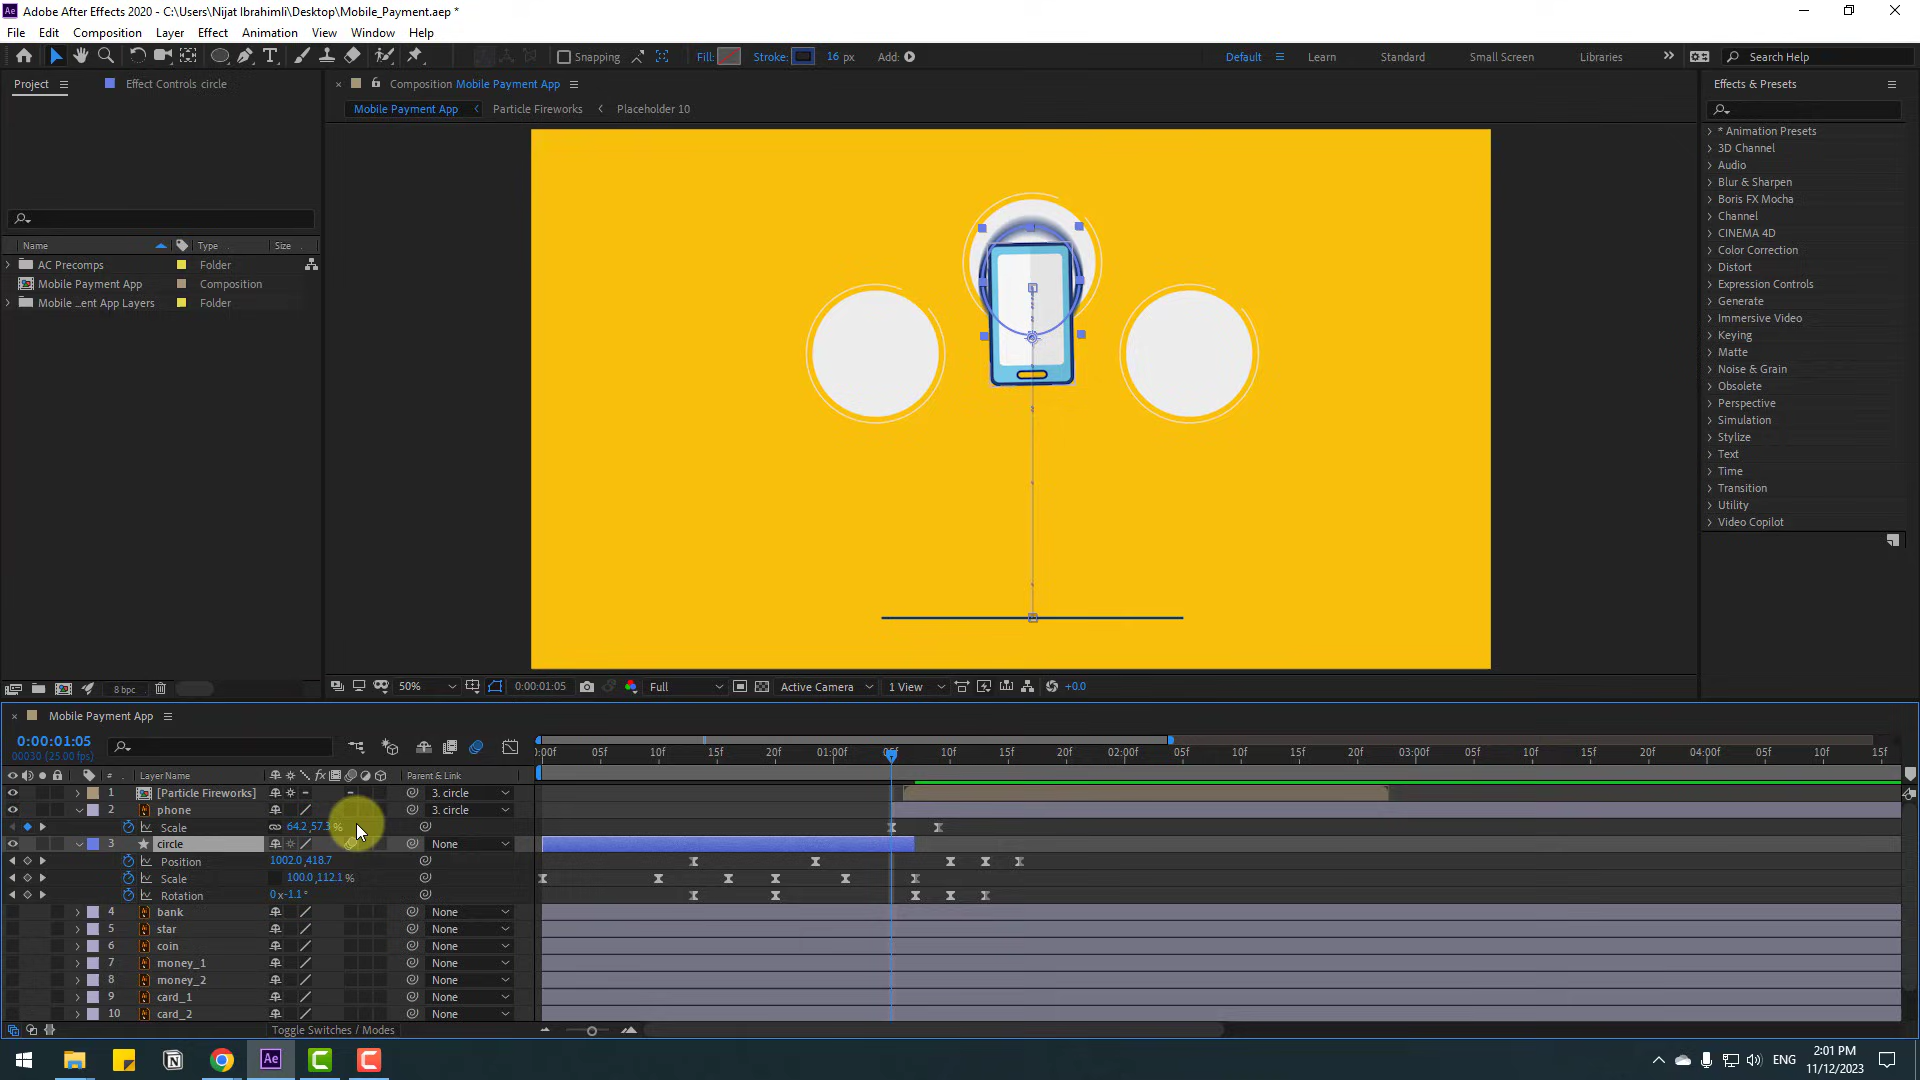 Adobe After Effects 2020 - C:\Users\Nijat Ibrahimli\Desktop\Mobile_Payment.aep *
File Edit Composition Layer Effect Animation View Window Help
Snapping Fill: Stroke: 16 px Add: Default Learn Standard Small Screen Libraries Search Help
Project Effect Controls circle Composition Mobile Payment App Effects & Presets
Mobile Payment App Particle Fireworks Placeholder 10
* Animation Presets
3D Channel
Audio
Blur & Sharpen
Boris FX Mocha
Channel
CINEMA 4D
Color Correction
Distort
Expression Controls
Generate
Immersive Video
Keying
Matte
Noise & Grain
Obsolete
Perspective
Simulation
Stylize
Text
Time
Transition
Utility
Video Copilot
Name Type Size
AC Precomps Folder
Mobile Payment App Composition
Mobile ...ent App Layers Folder
8 bpc
50% 0:00:01:05 Full Active Camera 1 View +0.0
Mobile Payment App
0:00:01:05
00030 (25.00 fps)
:00f 05f 10f 20f 01:00f 05f 10f 15f 20f 02:00f 05f 10f 15f 20f 03:00f 05f 10f 15f 20f 04:00f 05f 10f 15f
# Layer Name Parent & Link
1 [Particle Fireworks] 3. circle
2 phone 3. circle
Scale 64.2,57.3%
3 circle None
Position 1002.0,418.7
Scale 100.0,112.1%
Rotation 0x-1.1°
4 bank None
5 star None
6 coin None
7 money_1 None
8 money_2 None
9 card_1 None
10 card_2 None
Toggle Switches / Modes
ENG
2:01 PM
11/12/2023